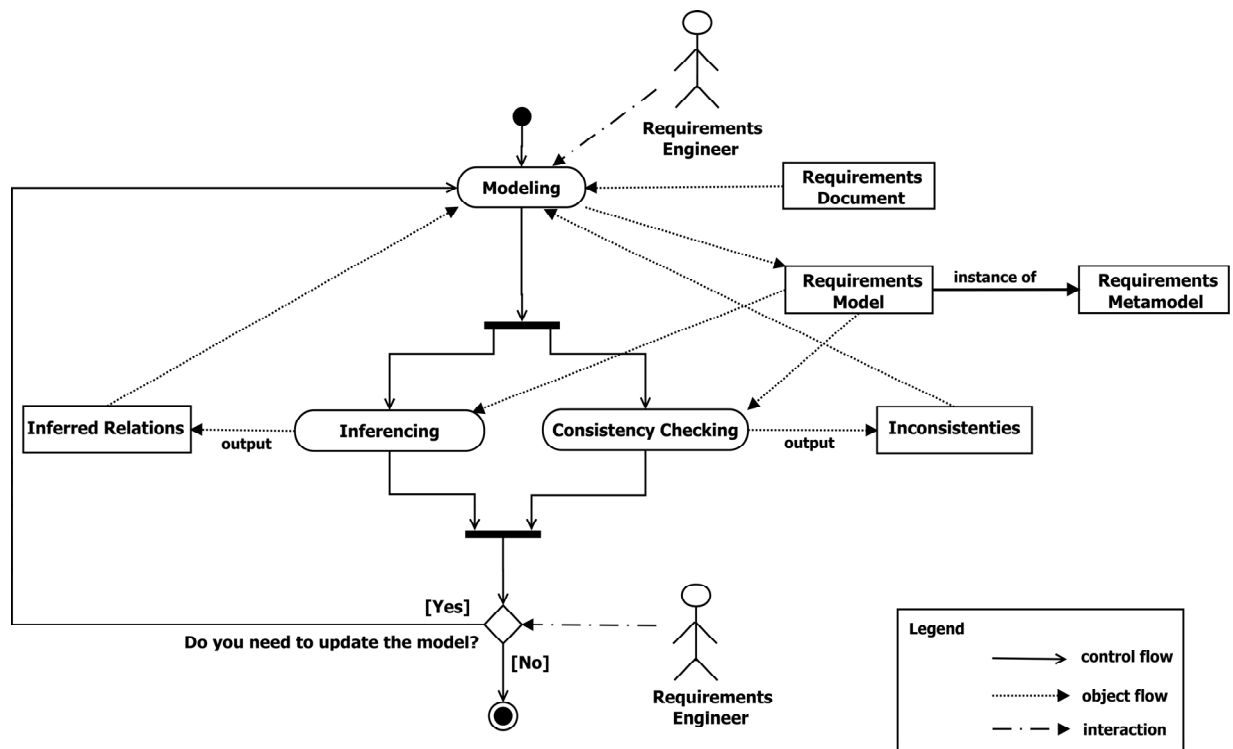 Requirements
Engineer
Modeling
Requirements
Document
Requirements
Model
instance of
Requirements
Metamodel
Inferred Relations
output
Inferencing
Consistency Checking
output
Inconsistenties
[Yes]
Do you need to update the model?
[No]
Requirements
Engineer
Legend
control flow
object flow
interaction